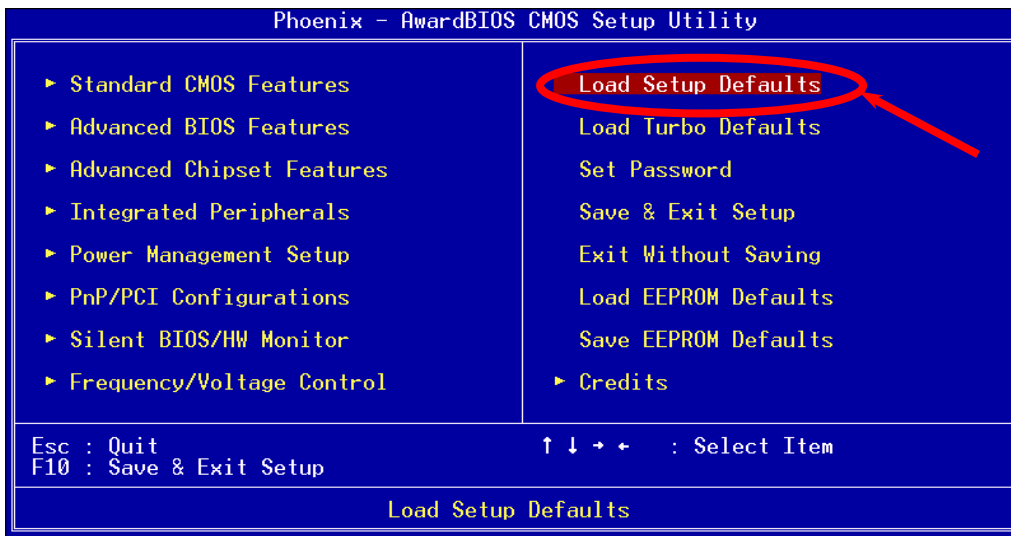 Phoenix - AwardBIOS CMOS Setup Utility
► Standard CMOS Features
► Advanced BIOS Features
► Advanced Chipset Features
► Integrated Peripherals
► Power Management Setup
► PnP/PCI Configurations
► Silent BIOS/HW Monitor
► Frequency/Voltage Control
Load Setup Defaults
Load Turbo Defaults
Set Password
Save & Exit Setup
Exit Without Saving
Load EEPROM Defaults
Save EEPROM Defaults
► Credits
Esc : Quit
F10 : Save & Exit Setup
↑ ↓ → ← : Select Item
Load Setup Defaults